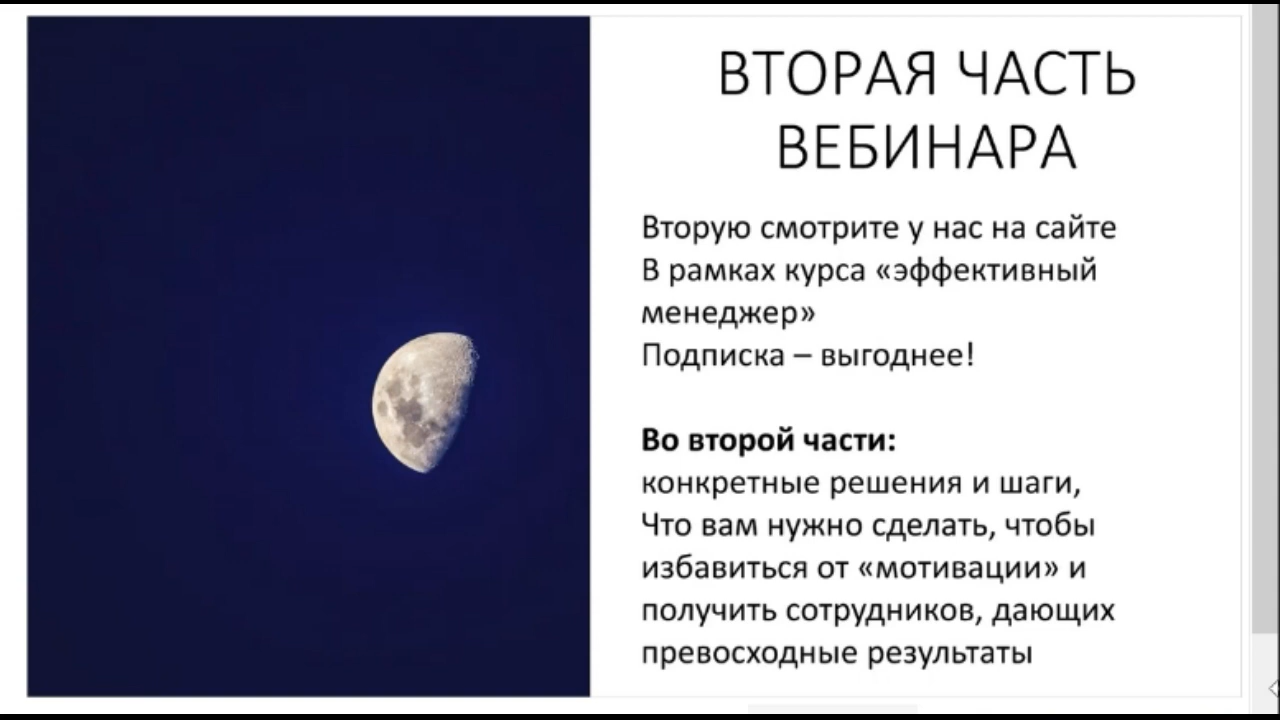 ВТОРАЯ ЧАСТЬ
ВЕБИНАРА
Вторую смотрите у нас на сайте
В рамках курса «эффективный
менеджер»
Подписка – выгоднее!
Во второй части:
конкретные решения и шаги,
Что вам нужно сделать, чтобы
избавиться от «мотивации» и
получить сотрудников, дающих
превосходные результаты